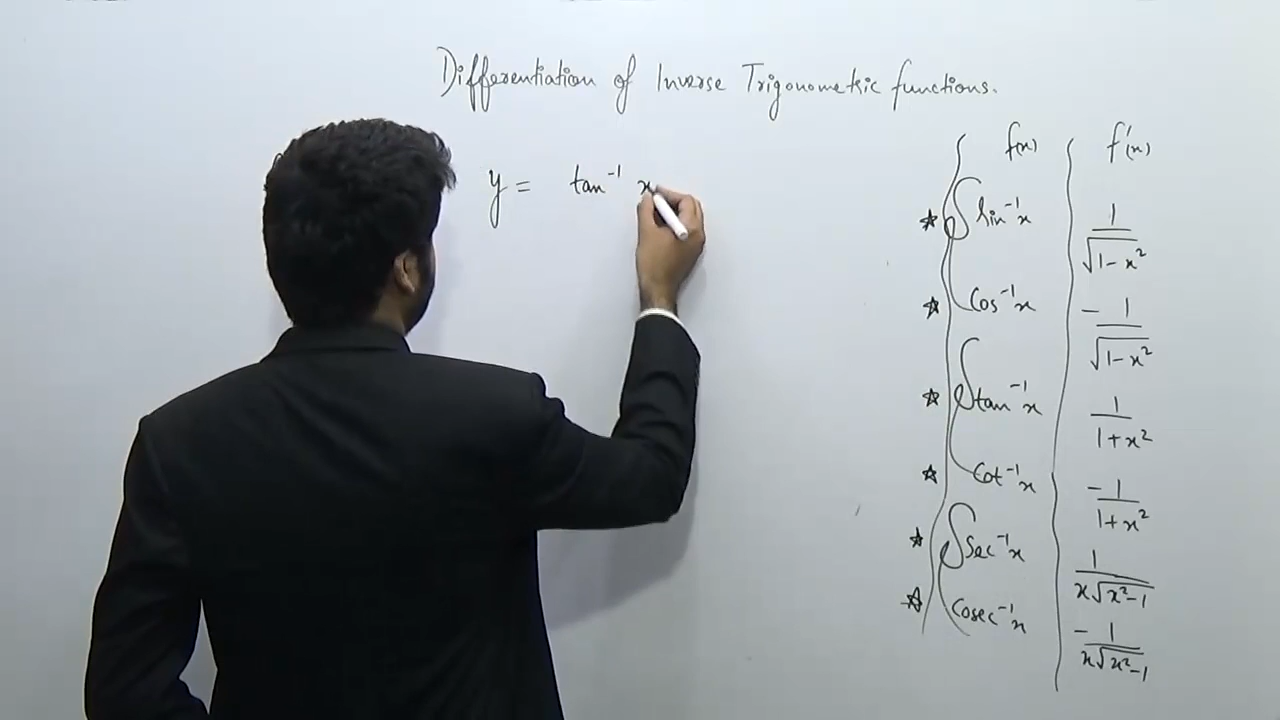 Differentiation of Inverse Trigonometric functions.
y = tan⁻¹ x
f(x) f'(x)
☆ sin⁻¹x 1/√(1-x²)
☆ cos⁻¹x -1/√(1-x²)
☆ tan⁻¹x 1/(1+x²)
☆ cot⁻¹x -1/(1+x²)
☆ sec⁻¹x 1/(x√(x²-1))
☆ cosec⁻¹x -1/(x√(x²-1))